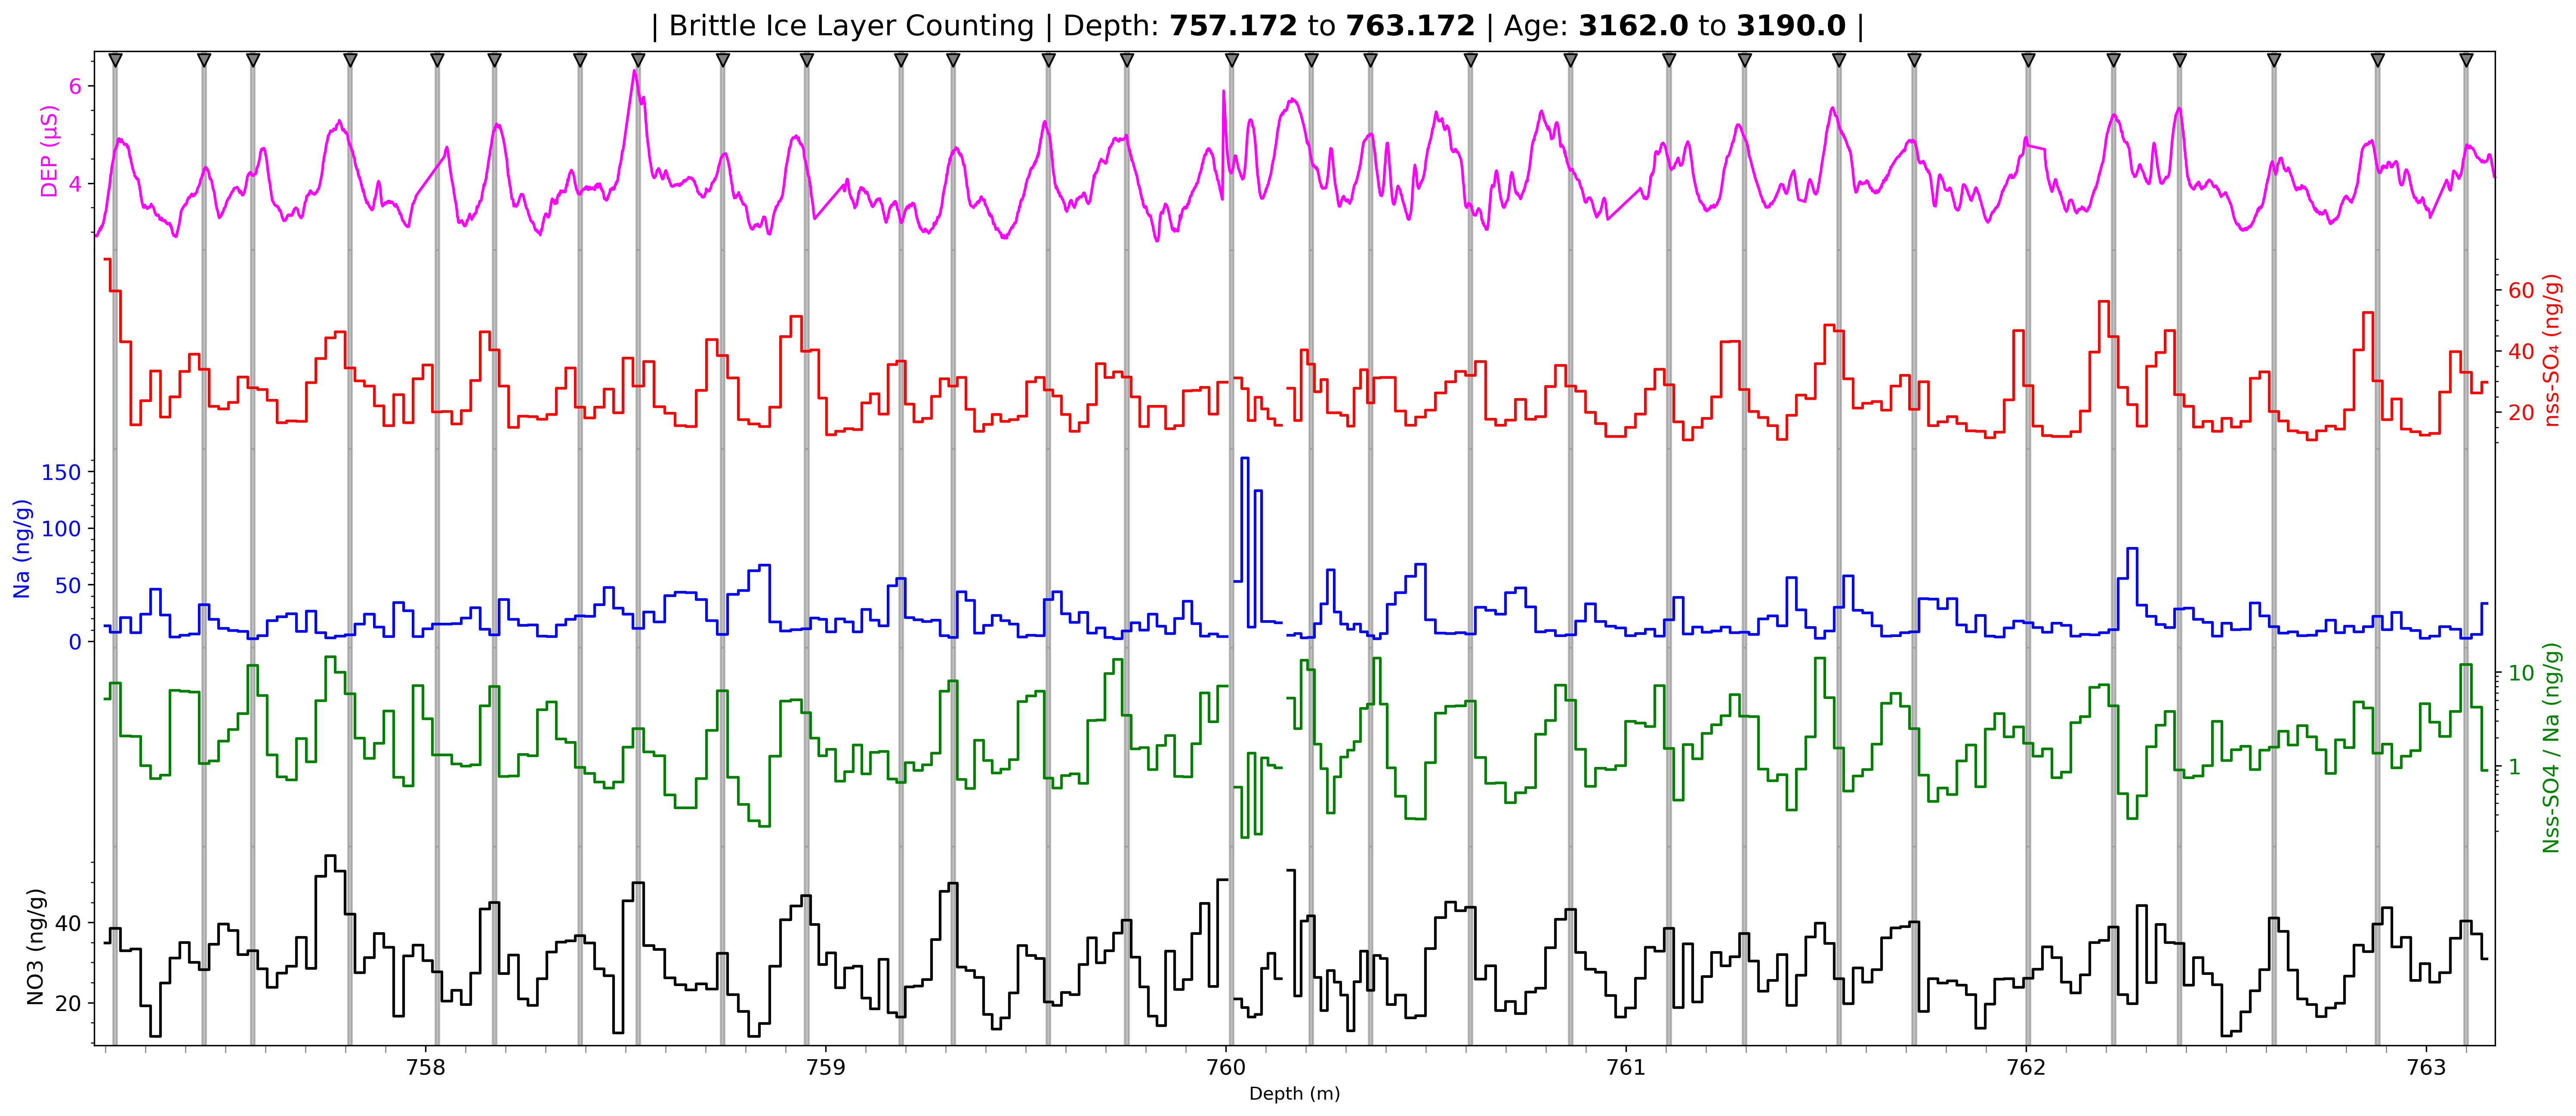 | Brittle Ice Layer Counting | Depth: 757.172 to 763.172 | Age: 3162.0 to 3190.0 |
6
4
DEP (μS)
60
40
20
nss-SO₄ (ng/g)
150
100
50
0
Na (ng/g)
10
1
Nss-SO4 / Na (ng/g)
40
20
NO3 (ng/g)
758
759
760
761
762
763
Depth (m)